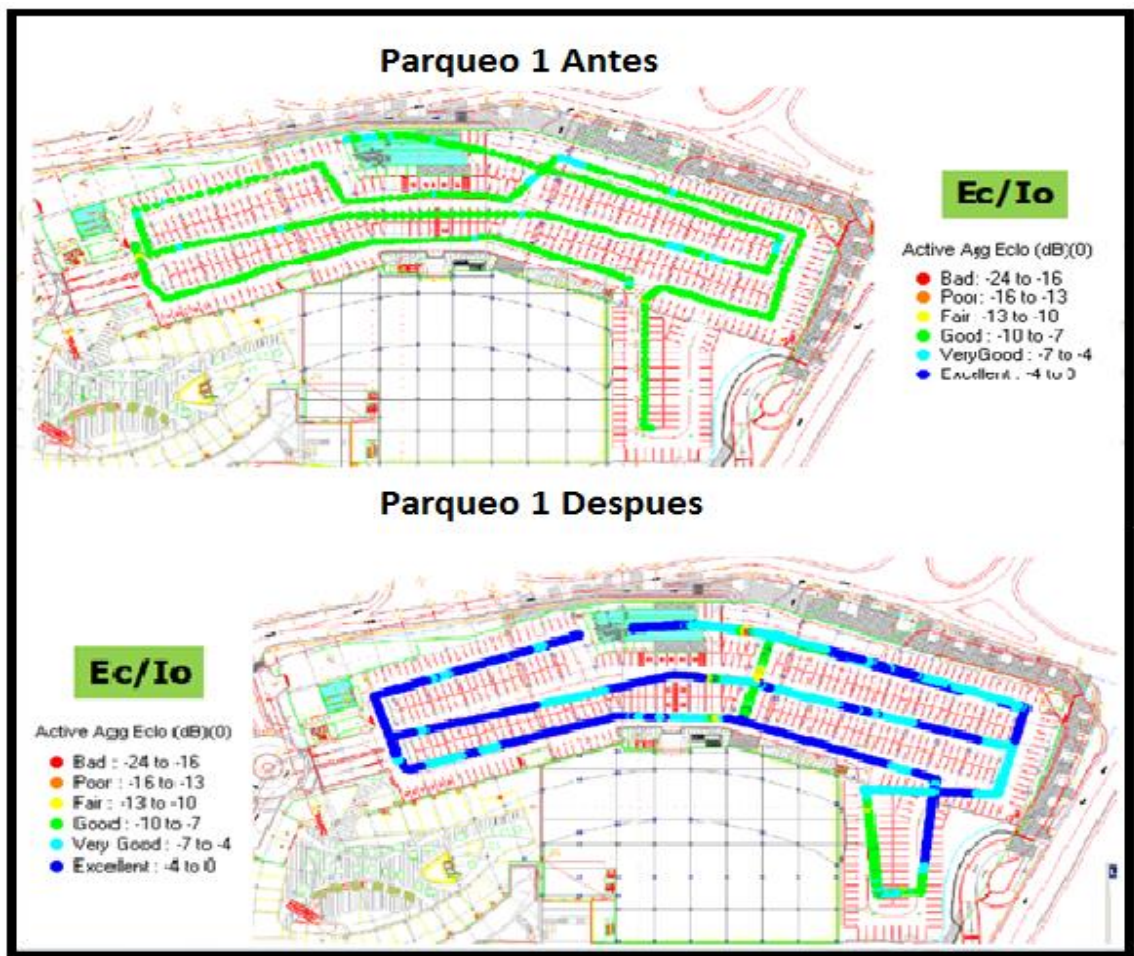 Parqueo 1 Antes
Ec/Io
Active Agg Eclo (dB)(0)
Bad: -24 to -16
Poor: -16 to -13
Fair: -13 to -10
Good : -10 to -7
VeryGood : -7 to -4
Excellent : -4 to 0
Parqueo 1 Despues
Ec/Io
Active Agg Eclo (dB)(0)
Bad : -24 to -16
Poor : -16 to -13
Fair : -13 to -10
Good : -10 to -7
Very Good : -7 to -4
Excellent : -4 to 0